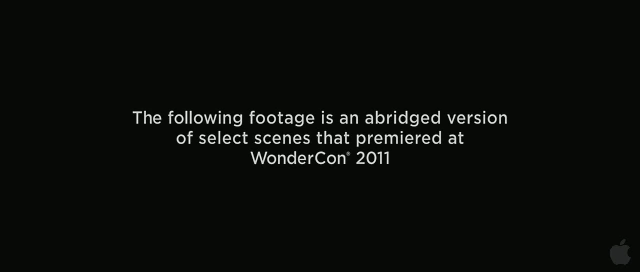 The following footage is an abridged version
of select scenes that premiered at
WonderCon® 2011